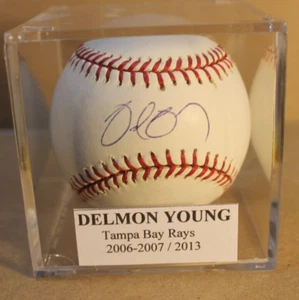 DELMON YOUNG
Tampa Bay Rays
2006-2007 / 2013